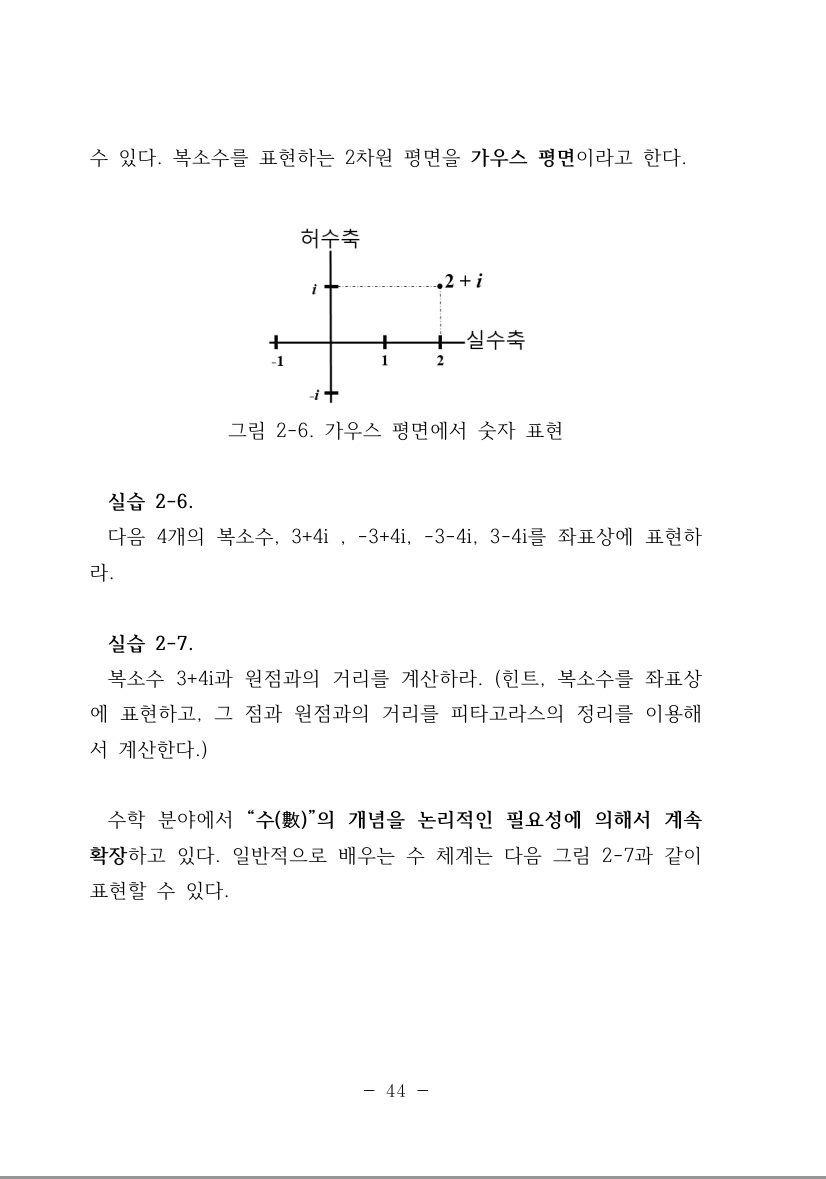 수 있다. 복소수를 표현하는 2차원 평면을 가우스 평면이라고 한다.
허수축
i
2 + i
실수축
-1
1
2
-i
그림 2-6. 가우스 평면에서 숫자 표현
실습 2-6.
다음 4개의 복소수, 3+4i , -3+4i, -3-4i, 3-4i를 좌표상에 표현하
라.
실습 2-7.
복소수 3+4i과 원점과의 거리를 계산하라. (힌트, 복소수를 좌표상
에 표현하고, 그 점과 원점과의 거리를 피타고라스의 정리를 이용해
서 계산한다.)
수학 분야에서 “수(數)”의 개념을 논리적인 필요성에 의해서 계속
확장하고 있다. 일반적으로 배우는 수 체계는 다음 그림 2-7과 같이
표현할 수 있다.
- 44 -